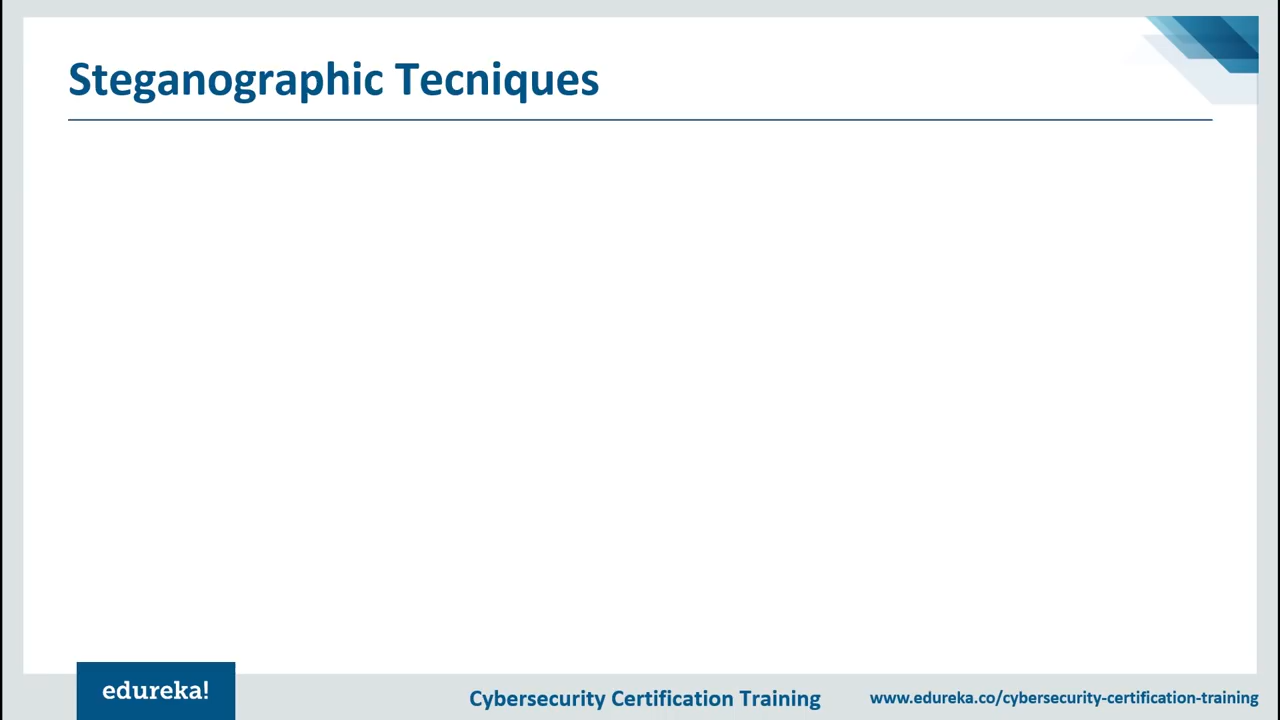 Steganographic Tecniques
edureka!
Cybersecurity Certification Training
www.edureka.co/cybersecurity-certification-training